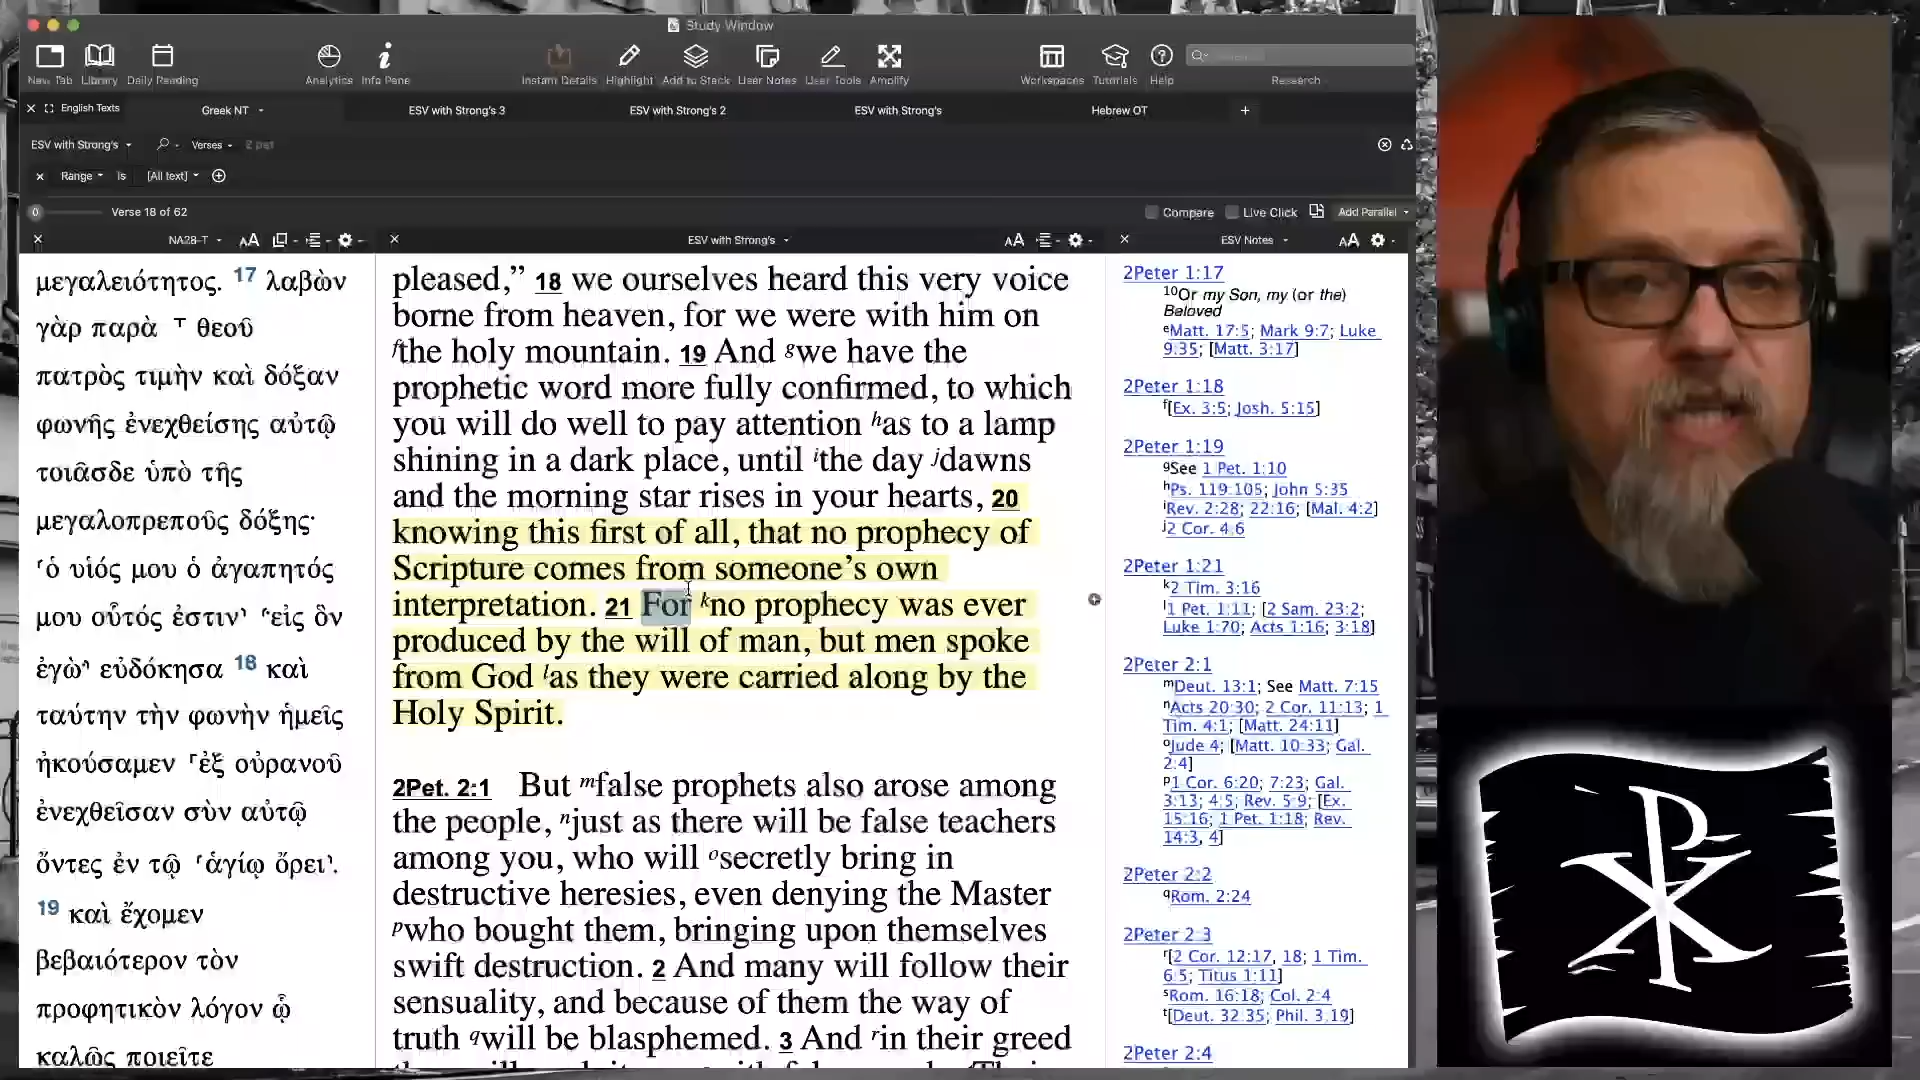 Study Window
New Tab Library Daily Reading Analytics Info Pane Instant Details Highlight Add to Stack User Notes User Tools Amplify Workspaces Tutorials Help Research
English Texts Greek NT ESV with Strong's 3 ESV with Strong's 2 ESV with Strong's Hebrew OT +
ESV with Strong's Verses 2 pet
Range is [All text]
0 Verse 18 of 62 Compare Live Click Add Parallel
NA28-T AA ESV with Strong's AA ESV Notes AA
μεγαλειότητος. 17 λαβὼν
γὰρ παρὰ ⸆ θεοῦ
πατρὸς τιμὴν καὶ δόξαν
φωνῆς ἐνεχθείσης αὐτῷ
τοιᾶσδε ὑπὸ τῆς
μεγαλοπρεποῦς δόξης·
⸂ὁ υἱός μου ὁ ἀγαπητός
μου οὗτός ἐστιν⸃ ⸂εἰς ὃν
ἐγὼ⸃ εὐδόκησα 18 καὶ
ταύτην τὴν φωνὴν ἡμεῖς
ἠκούσαμεν ⸀ἐξ οὐρανοῦ
ἐνεχθεῖσαν σὺν αὐτῷ
ὄντες ἐν τῷ ⸂ἁγίῳ ὄρει⸃.
19 καὶ ἔχομεν
βεβαιότερον τὸν
προφητικὸν λόγον ᾧ
καλῶς ποιεῖτε
pleased,” 18 we ourselves heard this very voice
borne from heaven, for we were with him on
fthe holy mountain. 19 And gwe have the
prophetic word more fully confirmed, to which
you will do well to pay attention has to a lamp
shining in a dark place, until ithe day jdawns
and the morning star rises in your hearts, 20
knowing this first of all, that no prophecy of
Scripture comes from someone’s own
interpretation. 21 For kno prophecy was ever
produced by the will of man, but men spoke
from God las they were carried along by the
Holy Spirit.
2Pet. 2:1 But mfalse prophets also arose among
the people, njust as there will be false teachers
among you, who will osecretly bring in
destructive heresies, even denying the Master
pwho bought them, bringing upon themselves
swift destruction. 2 And many will follow their
sensuality, and because of them the way of
truth qwill be blasphemed. 3 And rin their greed
2Peter 1:17
10Or my Son, my (or the)
Beloved
eMatt. 17:5; Mark 9:7; Luke
9:35; [Matt. 3:17]
2Peter 1:18
f[Ex. 3:5; Josh. 5:15]
2Peter 1:19
gSee 1 Pet. 1:10
hPs. 119:105; John 5:35
iRev. 2:28; 22:16; [Mal. 4:2]
j2 Cor. 4:6
2Peter 1:21
k2 Tim. 3:16
l1 Pet. 1:11; [2 Sam. 23:2;
Luke 1:70; Acts 1:16; 3:18]
2Peter 2:1
mDeut. 13:1; See Matt. 7:15
nActs 20:30; 2 Cor. 11:13; 1
Tim. 4:1; [Matt. 24:11]
oJude 4; [Matt. 10:33; Gal.
2:4]
p1 Cor. 6:20; 7:23; Gal.
3:13; 4:5; Rev. 5:9; [Ex.
15:16; 1 Pet. 1:18; Rev.
14:3, 4]
2Peter 2:2
qRom. 2:24
2Peter 2:3
r[2 Cor. 12:17, 18; 1 Tim.
6:5; Titus 1:11]
sRom. 16:18; Col. 2:4
t[Deut. 32:35; Phil. 3:19]
2Peter 2:4